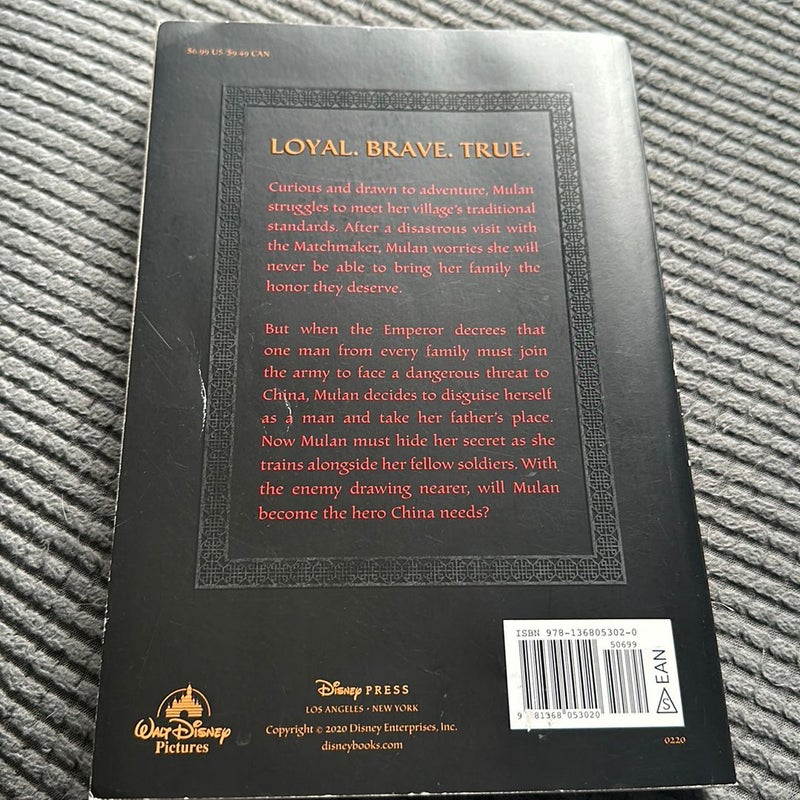 $6.99 US/$9.49 CAN
LOYAL. BRAVE. TRUE.
Curious and drawn to adventure, Mulan
struggles to meet her village's traditional
standards. After a disastrous visit with
the Matchmaker, Mulan worries she will
never be able to bring her family the
honor they deserve.
But when the Emperor decrees that
one man from every family must join
the army to face a dangerous threat to
China, Mulan decides to disguise herself
as a man and take her father's place.
Now Mulan must hide her secret as she
trains alongside her fellow soldiers. With
the enemy drawing nearer, will Mulan
become the hero China needs?
ISBN 978-136805302-0
50699
EAN
S
9 781368 053020
Disney PRESS
LOS ANGELES • NEW YORK
Copyright © 2020 Disney Enterprises, Inc.
disneybooks.com
WALT DISNEY
Pictures
0220